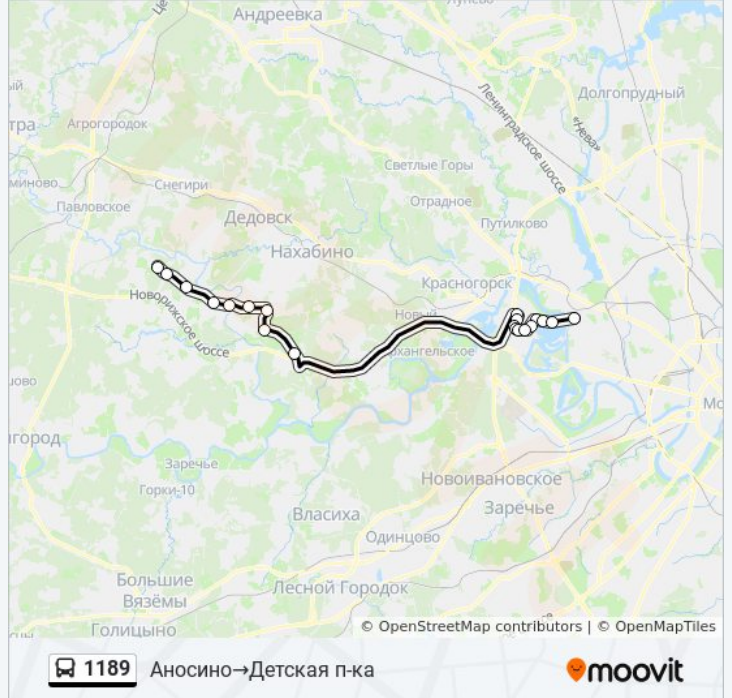 Андреевка
Долгопрудный
Ленинградское шоссе
«Нева»
Агрогородок
Светлые Горы
Снегири
Павловское
Отрадное
Дедовск
Путилково
Нахабино
Красногорск
Новорижское шоссе
Новый
Заречье
Горки-10
Новоивановское
Заречье
Власиха
Одинцово
Большие
Вязёмы
Лесной Городок
Голицыно
© OpenStreetMap contributors | © OpenMapTiles
1189 Аносино→Детская п-ка
moovit